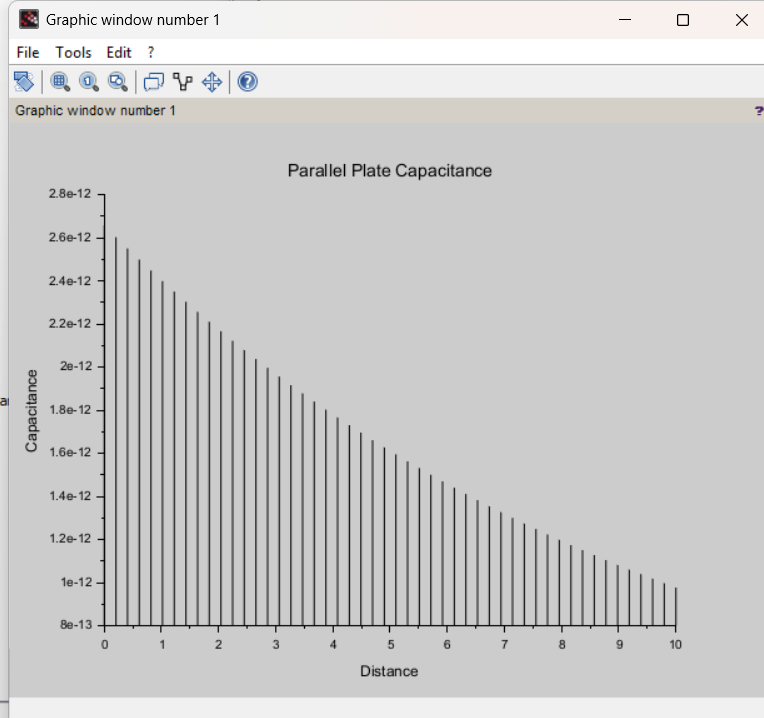 Graphic window number 1
File Tools Edit ?
Graphic window number 1 ?
Parallel Plate Capacitance
2.8e-12
2.6e-12
2.4e-12
2.2e-12
2e-12
1.8e-12
1.6e-12
1.4e-12
1.2e-12
1e-12
8e-13
Capacitance
0 1 2 3 4 5 6 7 8 9 10
Distance